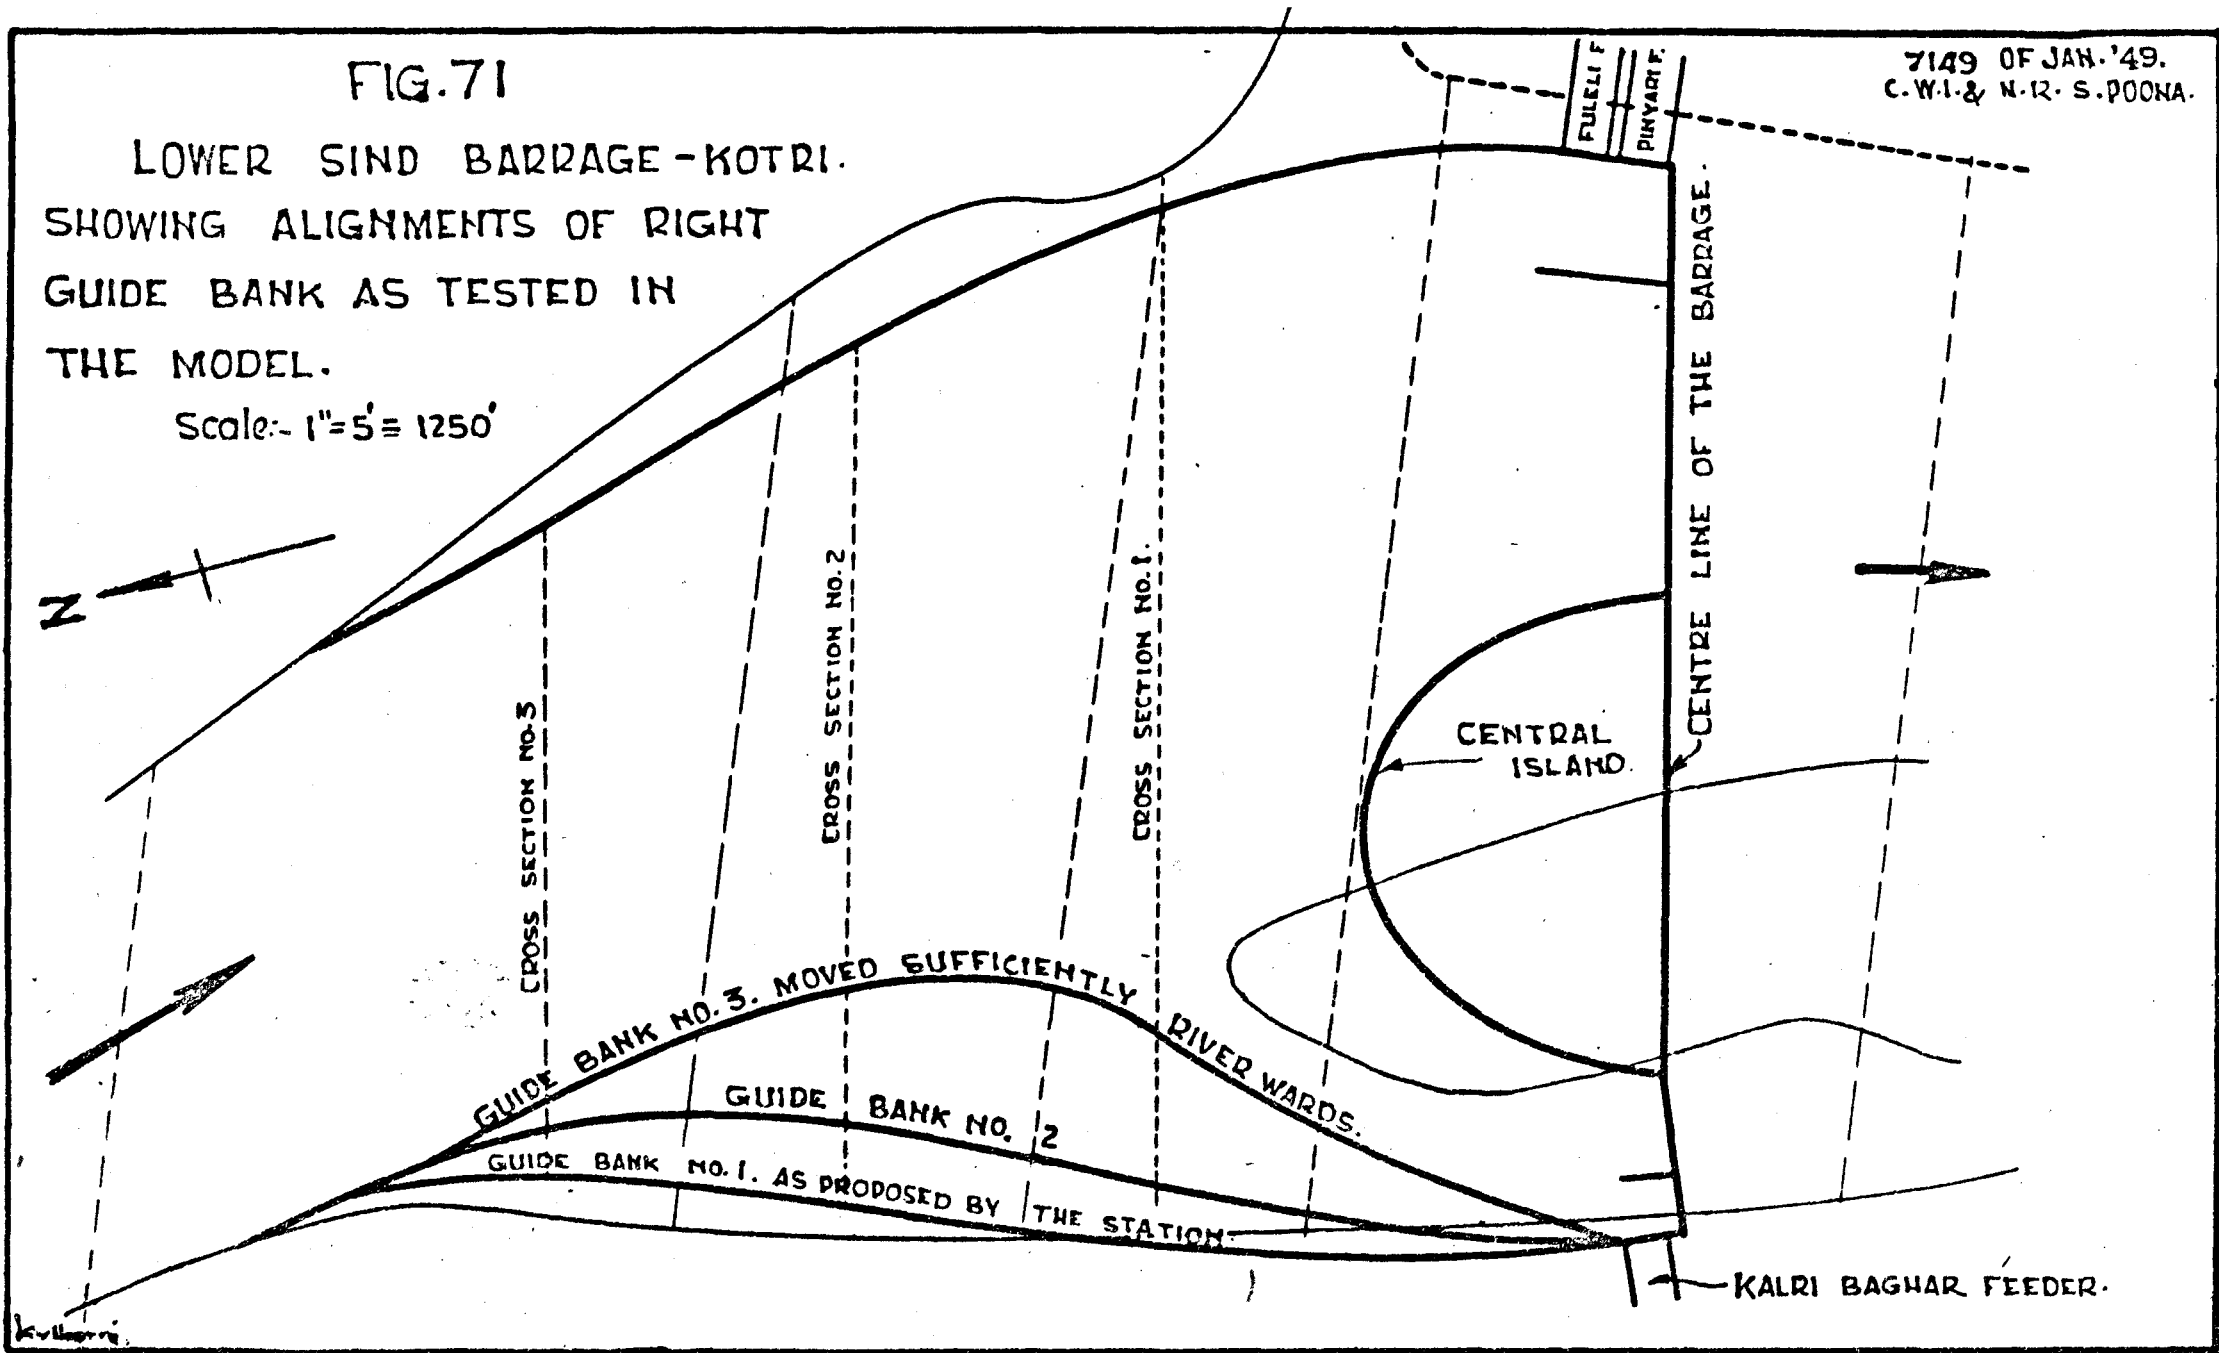 FIG. 71
LOWER SIND BARRAGE - KOTRI.
SHOWING ALIGNMENTS OF RIGHT
GUIDE BANK AS TESTED IN
THE MODEL.
Scale:- 1"=5'≡ 1250'
7149 OF JAN.'49.
C.W.I.& N.R.S.POONA.
FULELI F
PINYARI F.
CENTRE LINE OF THE BARRAGE.
N
CROSS SECTION NO.3
CROSS SECTION NO.2
CROSS SECTION NO.1.
CENTRAL
ISLAND.
GUIDE BANK NO.3. MOVED SUFFICIENTLY RIVER WARDS.
GUIDE BANK NO. 2
GUIDE BANK NO.1. AS PROPOSED BY THE STATION.
KALRI BAGHAR FEEDER.